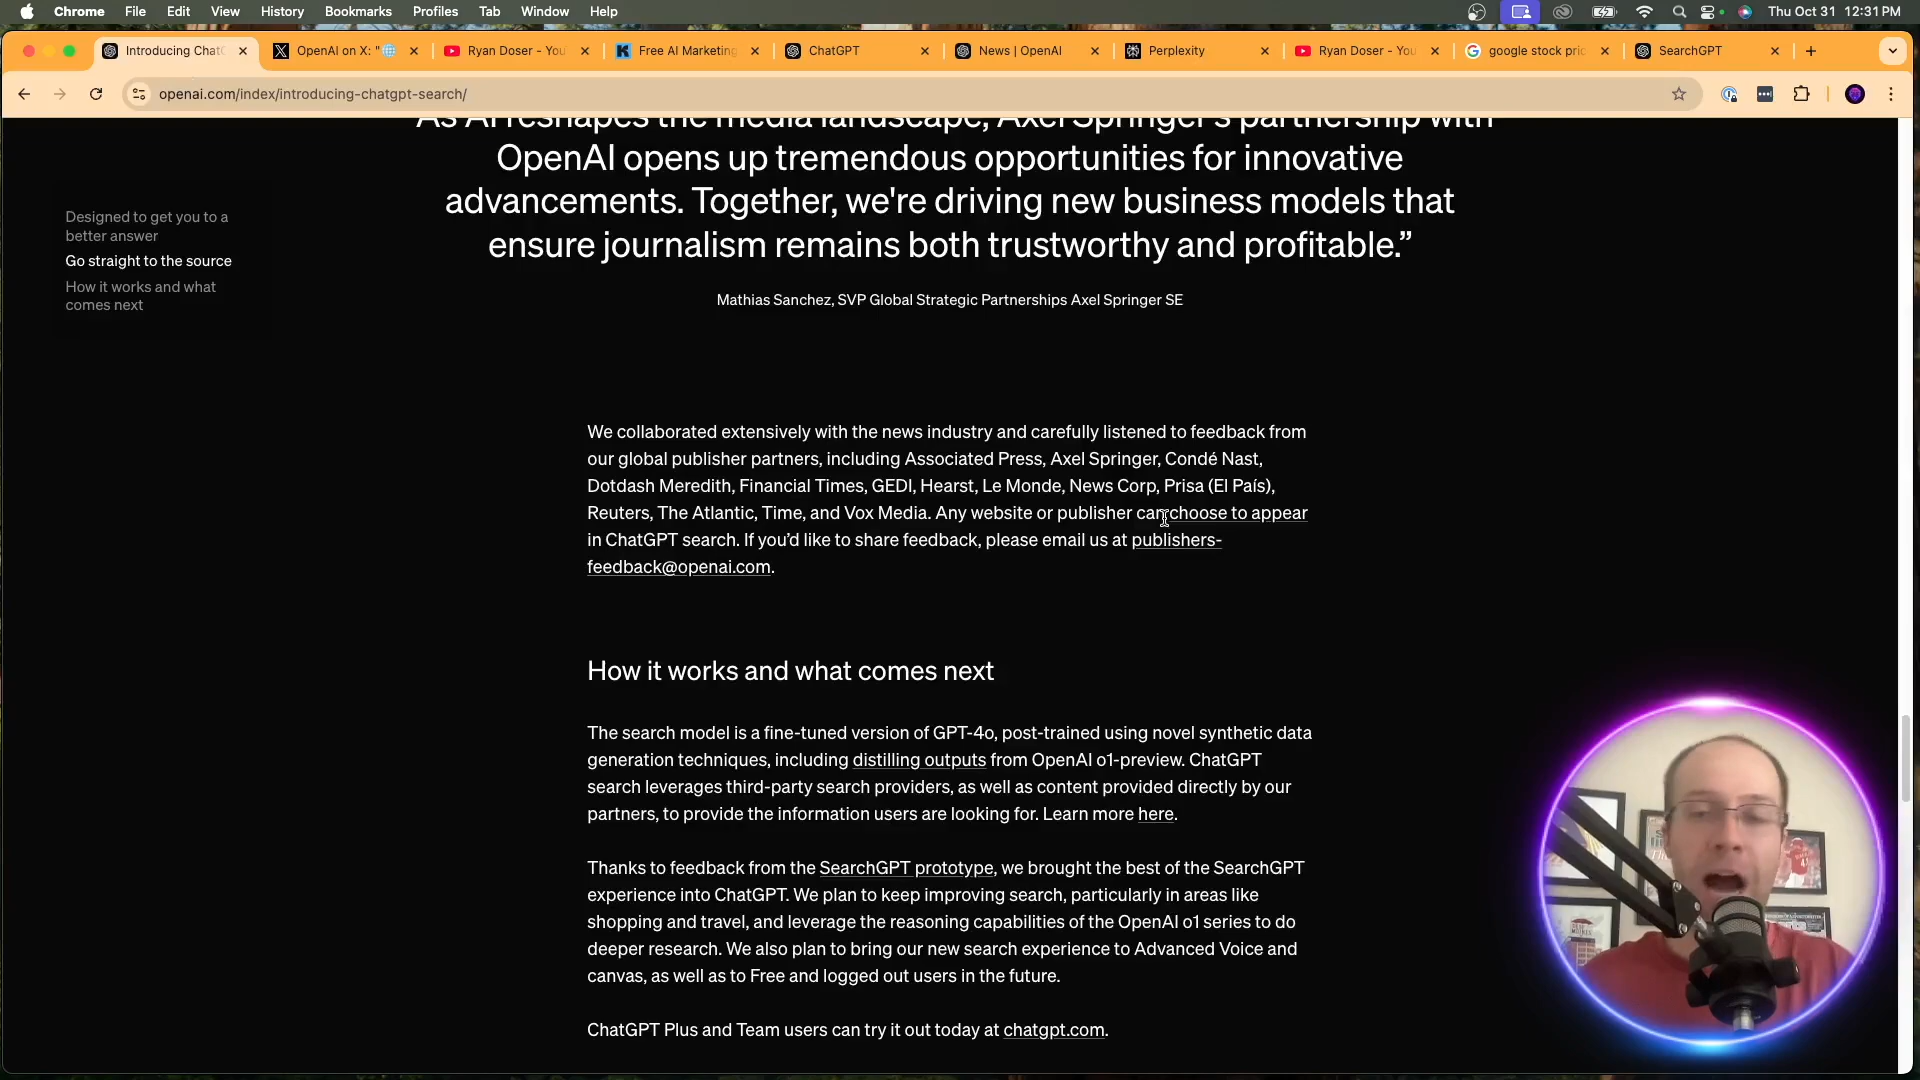 Chrome File Edit View History Bookmarks Profiles Tab Window Help Thu Oct 31 12:31 PM
Introducing ChatG OpenAI on X: " Ryan Doser - You Free AI Marketing ChatGPT News | OpenAI Perplexity Ryan Doser - You google stock pric SearchGPT
openai.com/index/introducing-chatgpt-search/
As AI reshapes the media landscape, Axel Springer's partnership with
OpenAI opens up tremendous opportunities for innovative
advancements. Together, we're driving new business models that
ensure journalism remains both trustworthy and profitable.”
Mathias Sanchez, SVP Global Strategic Partnerships Axel Springer SE
Designed to get you to a
better answer
Go straight to the source
How it works and what
comes next
We collaborated extensively with the news industry and carefully listened to feedback from
our global publisher partners, including Associated Press, Axel Springer, Condé Nast,
Dotdash Meredith, Financial Times, GEDI, Hearst, Le Monde, News Corp, Prisa (El País),
Reuters, The Atlantic, Time, and Vox Media. Any website or publisher can choose to appear
in ChatGPT search. If you’d like to share feedback, please email us at publishers-
feedback@openai.com.
How it works and what comes next
The search model is a fine-tuned version of GPT-4o, post-trained using novel synthetic data
generation techniques, including distilling outputs from OpenAI o1-preview. ChatGPT
search leverages third-party search providers, as well as content provided directly by our
partners, to provide the information users are looking for. Learn more here.
Thanks to feedback from the SearchGPT prototype, we brought the best of the SearchGPT
experience into ChatGPT. We plan to keep improving search, particularly in areas like
shopping and travel, and leverage the reasoning capabilities of the OpenAI o1 series to do
deeper research. We also plan to bring our new search experience to Advanced Voice and
canvas, as well as to Free and logged out users in the future.
ChatGPT Plus and Team users can try it out today at chatgpt.com.